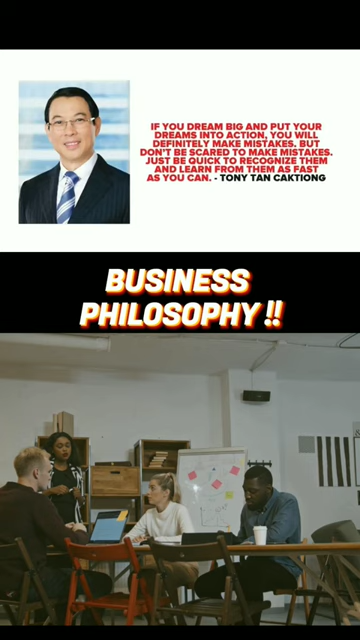 IF YOU DREAM BIG AND PUT YOUR
DREAMS INTO ACTION, YOU WILL
DEFINITELY MAKE MISTAKES. BUT
DON'T BE SCARED TO MAKE MISTAKES.
JUST BE QUICK TO RECOGNIZE THEM
AND LEARN FROM THEM AS FAST
AS YOU CAN. - TONY TAN CAKTIONG
BUSINESS
PHILOSOPHY !!